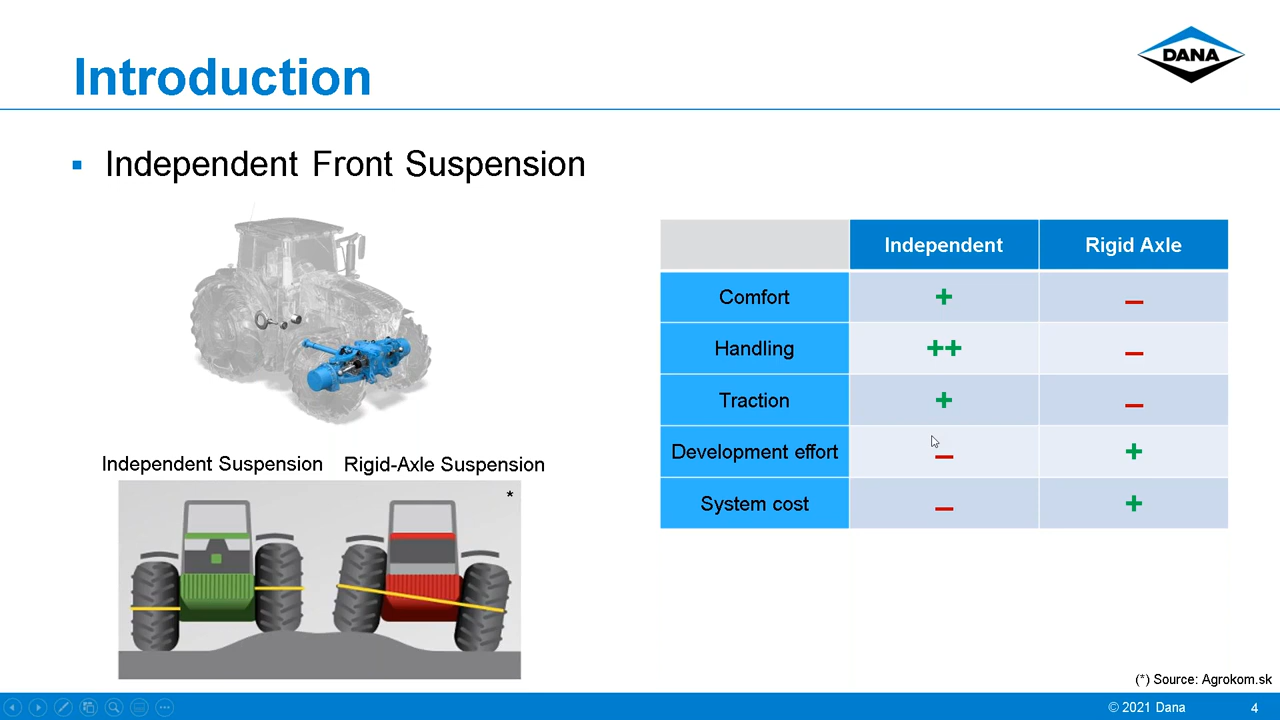 Introduction
DANA
▪ Independent Front Suspension
Independent Rigid Axle
Comfort + –
Handling ++ –
Traction + –
Development effort – +
System cost – +
Independent Suspension Rigid-Axle Suspension
*
(*) Source: Agrokom.sk
© 2021 Dana 4